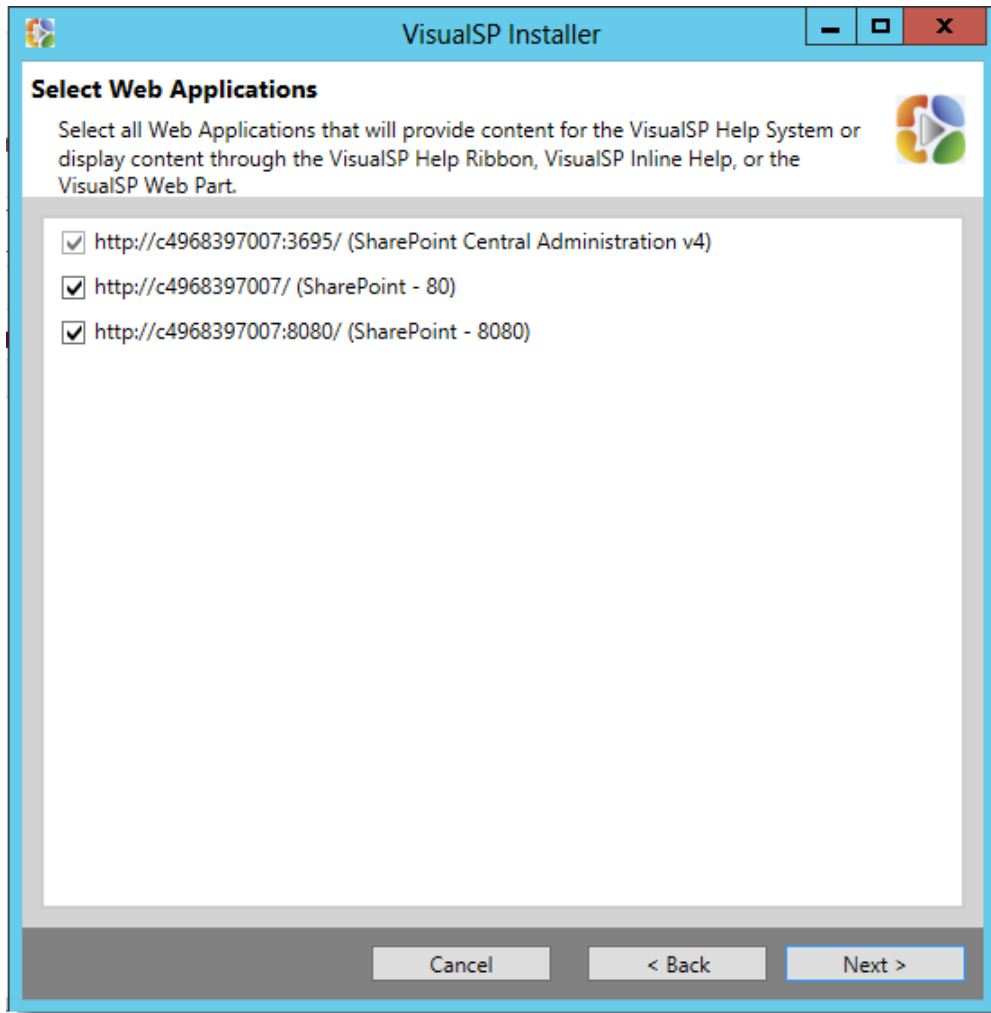 VisualSP Installer
Select Web Applications
Select all Web Applications that will provide content for the VisualSP Help System or
display content through the VisualSP Help Ribbon, VisualSP Inline Help, or the
VisualSP Web Part.
http://c4968397007:3695/ (SharePoint Central Administration v4)
http://c4968397007/ (SharePoint - 80)
http://c4968397007:8080/ (SharePoint - 8080)
Cancel
< Back
Next >